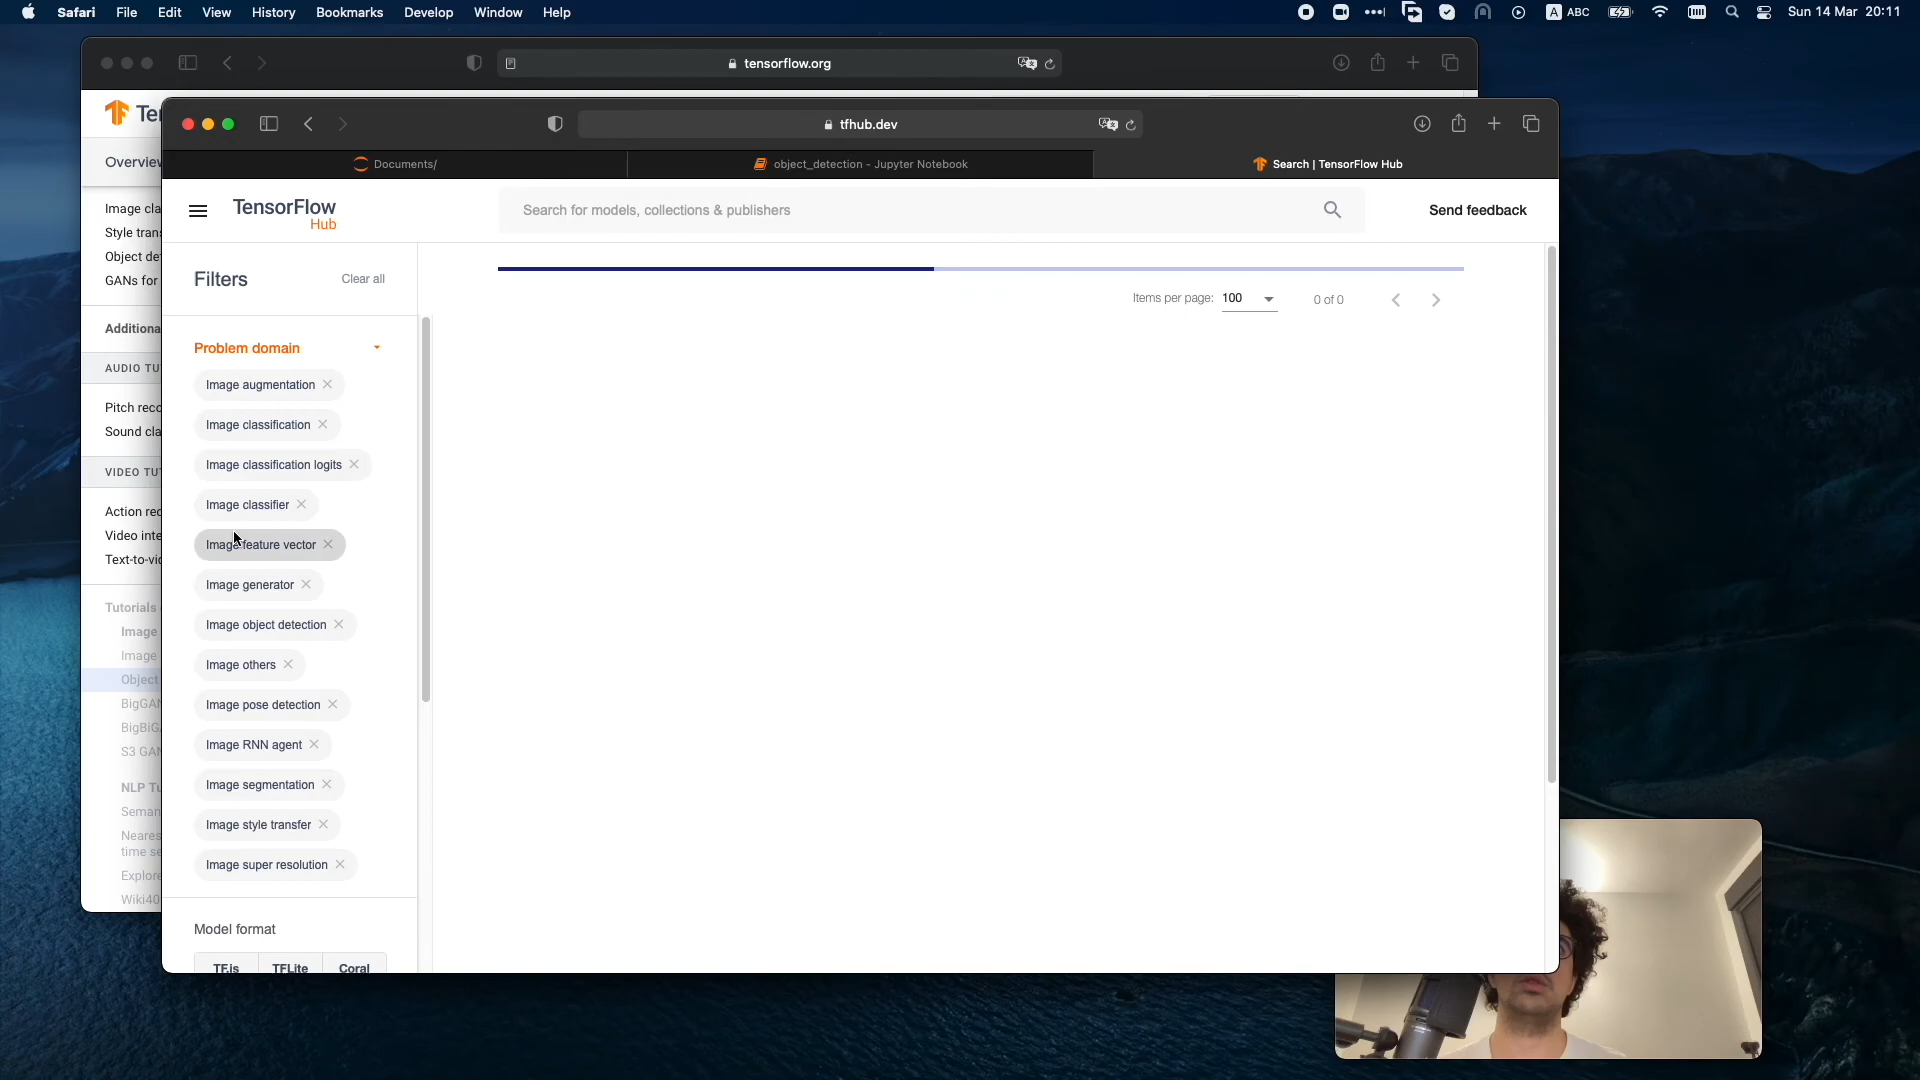 Safari File Edit View History Bookmarks Develop Window Help
A ABC
Sun 14 Mar 20:11
tensorflow.org
tfhub.dev
Documents/
object_detection - Jupyter Notebook
Search | TensorFlow Hub
TensorFlow
Hub
Search for models, collections & publishers
Send feedback
Filters
Clear all
Items per page: 100
0 of 0
Problem domain
Image augmentation
Image classification
Image classification logits
Image classifier
Image feature vector
Image generator
Image object detection
Image others
Image pose detection
Image RNN agent
Image segmentation
Image style transfer
Image super resolution
Model format
TF.js
TFLite
Coral
Overview
Image cla
Style tran
Object de
GANs for
Additiona
AUDIO TU
Pitch reco
Sound cla
VIDEO TU
Action rec
Video inte
Text-to-vid
Tutorials
Image
Image
Object
BigGAN
BigBiG
S3 GAN
NLP Tu
Seman
Neares
time se
Explore
Wiki40